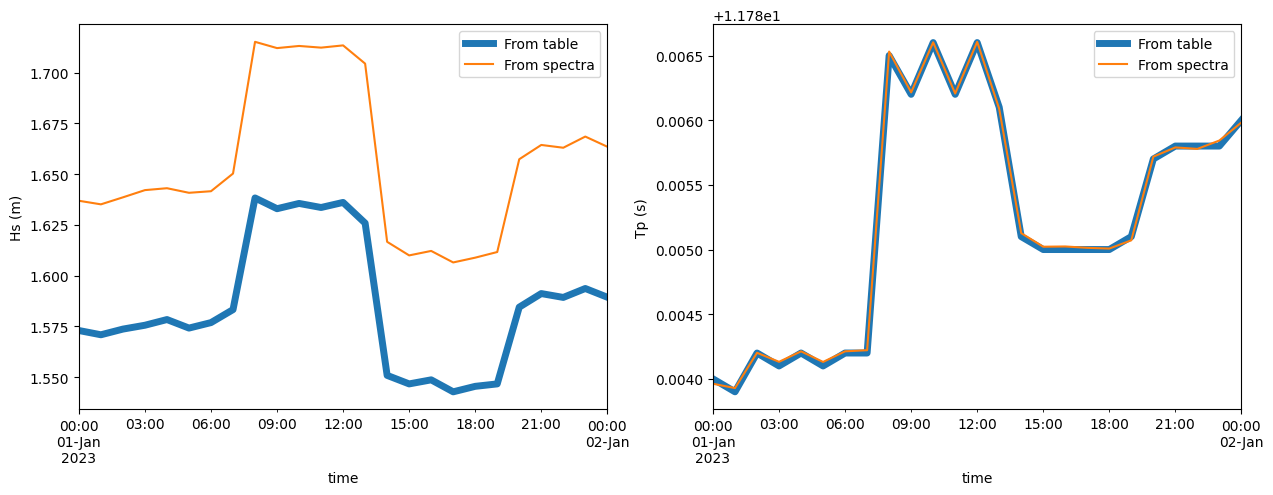 From table
From spectra
1.700
1.675
1.650
1.625
1.600
1.575
1.550
Hs (m)
00:00
01-Jan
2023
03:00
06:00
09:00
12:00
15:00
18:00
21:00
00:00
02-Jan
time
+1.178e1
From table
From spectra
0.0065
0.0060
0.0055
0.0050
0.0045
0.0040
Tp (s)
00:00
01-Jan
2023
03:00
06:00
09:00
12:00
15:00
18:00
21:00
00:00
02-Jan
time